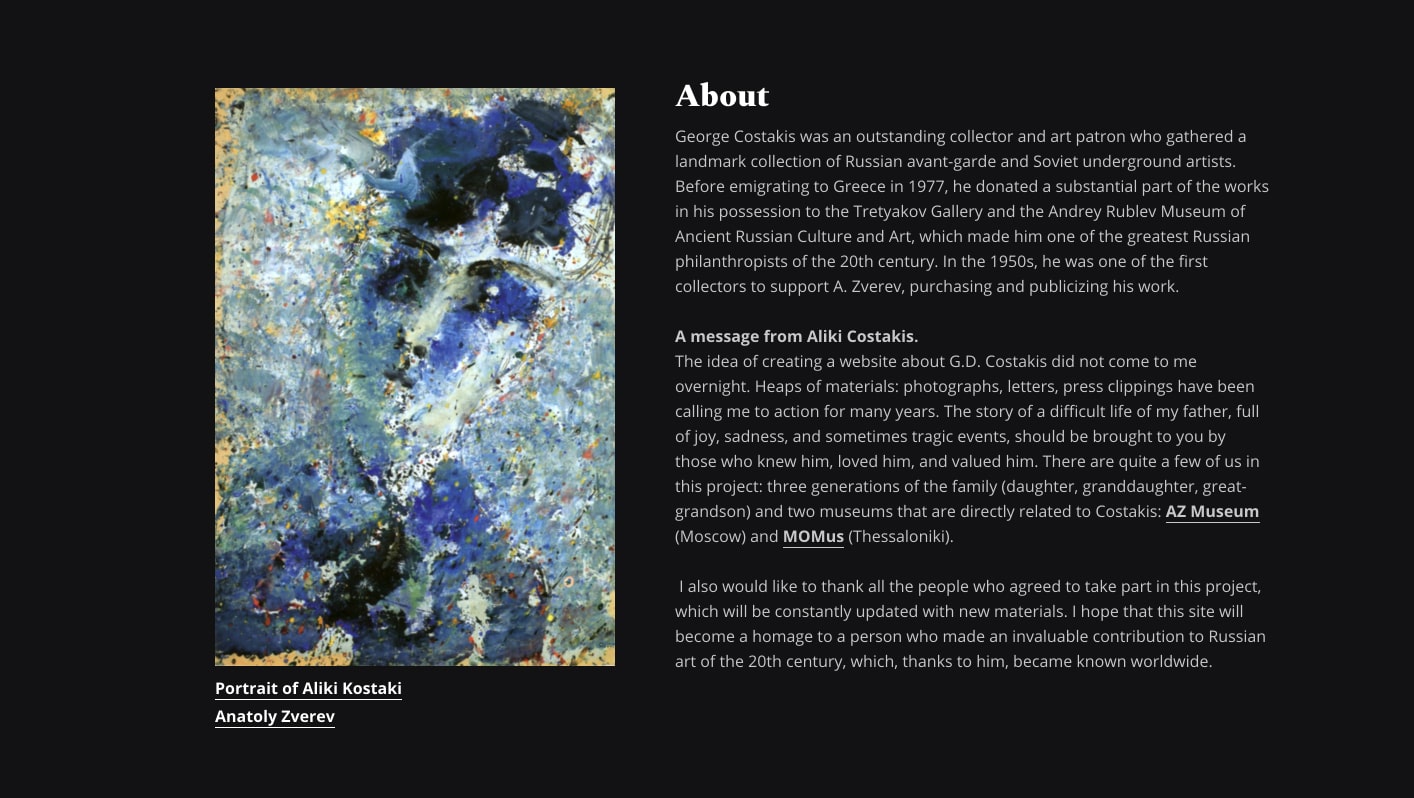 About
George Costakis was an outstanding collector and art patron who gathered a
landmark collection of Russian avant-garde and Soviet underground artists.
Before emigrating to Greece in 1977, he donated a substantial part of the works
in his possession to the Tretyakov Gallery and the Andrey Rublev Museum of
Ancient Russian Culture and Art, which made him one of the greatest Russian
philanthropists of the 20th century. In the 1950s, he was one of the first
collectors to support A. Zverev, purchasing and publicizing his work.
A message from Aliki Costakis.
The idea of creating a website about G.D. Costakis did not come to me
overnight. Heaps of materials: photographs, letters, press clippings have been
calling me to action for many years. The story of a difficult life of my father, full
of joy, sadness, and sometimes tragic events, should be brought to you by
those who knew him, loved him, and valued him. There are quite a few of us in
this project: three generations of the family (daughter, granddaughter, great-
grandson) and two museums that are directly related to Costakis: AZ Museum
(Moscow) and MOMus (Thessaloniki).
I also would like to thank all the people who agreed to take part in this project,
which will be constantly updated with new materials. I hope that this site will
become a homage to a person who made an invaluable contribution to Russian
art of the 20th century, which, thanks to him, became known worldwide.
Portrait of Aliki Kostaki
Anatoly Zverev